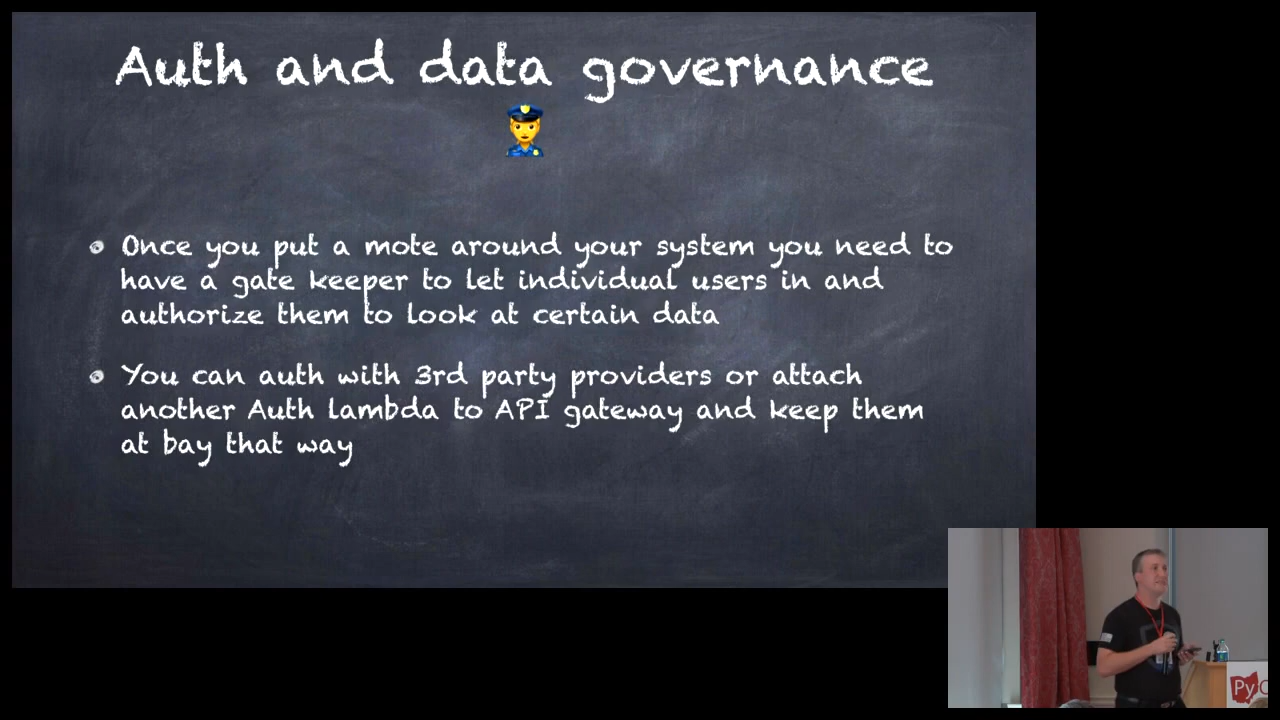 Auth and data governance
Once you put a mote around your system you need to
have a gate keeper to let individual users in and
authorize them to look at certain data
You can auth with 3rd party providers or attach
another Auth lambda to API gateway and keep them
at bay that way